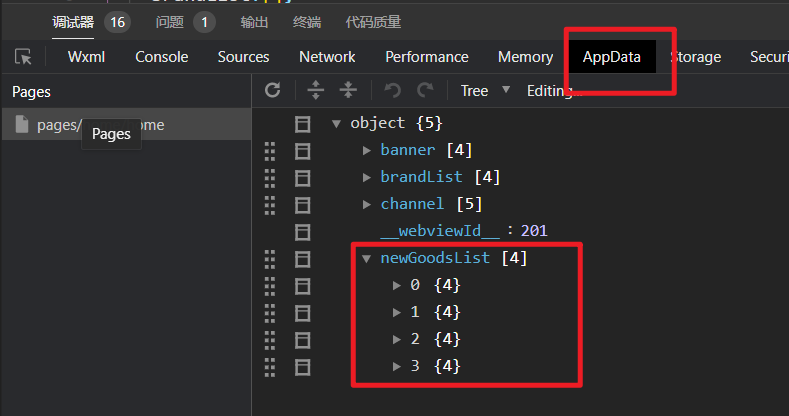 调试器 16 问题 1 输出 终端 代码质量
Wxml Console Sources Network Performance Memory AppData Storage Securi
Pages Tree Editing...
pages/ ome
Pages
object {5}
banner [4]
brandList [4]
channel [5]
__webviewId__ : 201
newGoodsList [4]
0 {4}
1 {4}
2 {4}
3 {4}